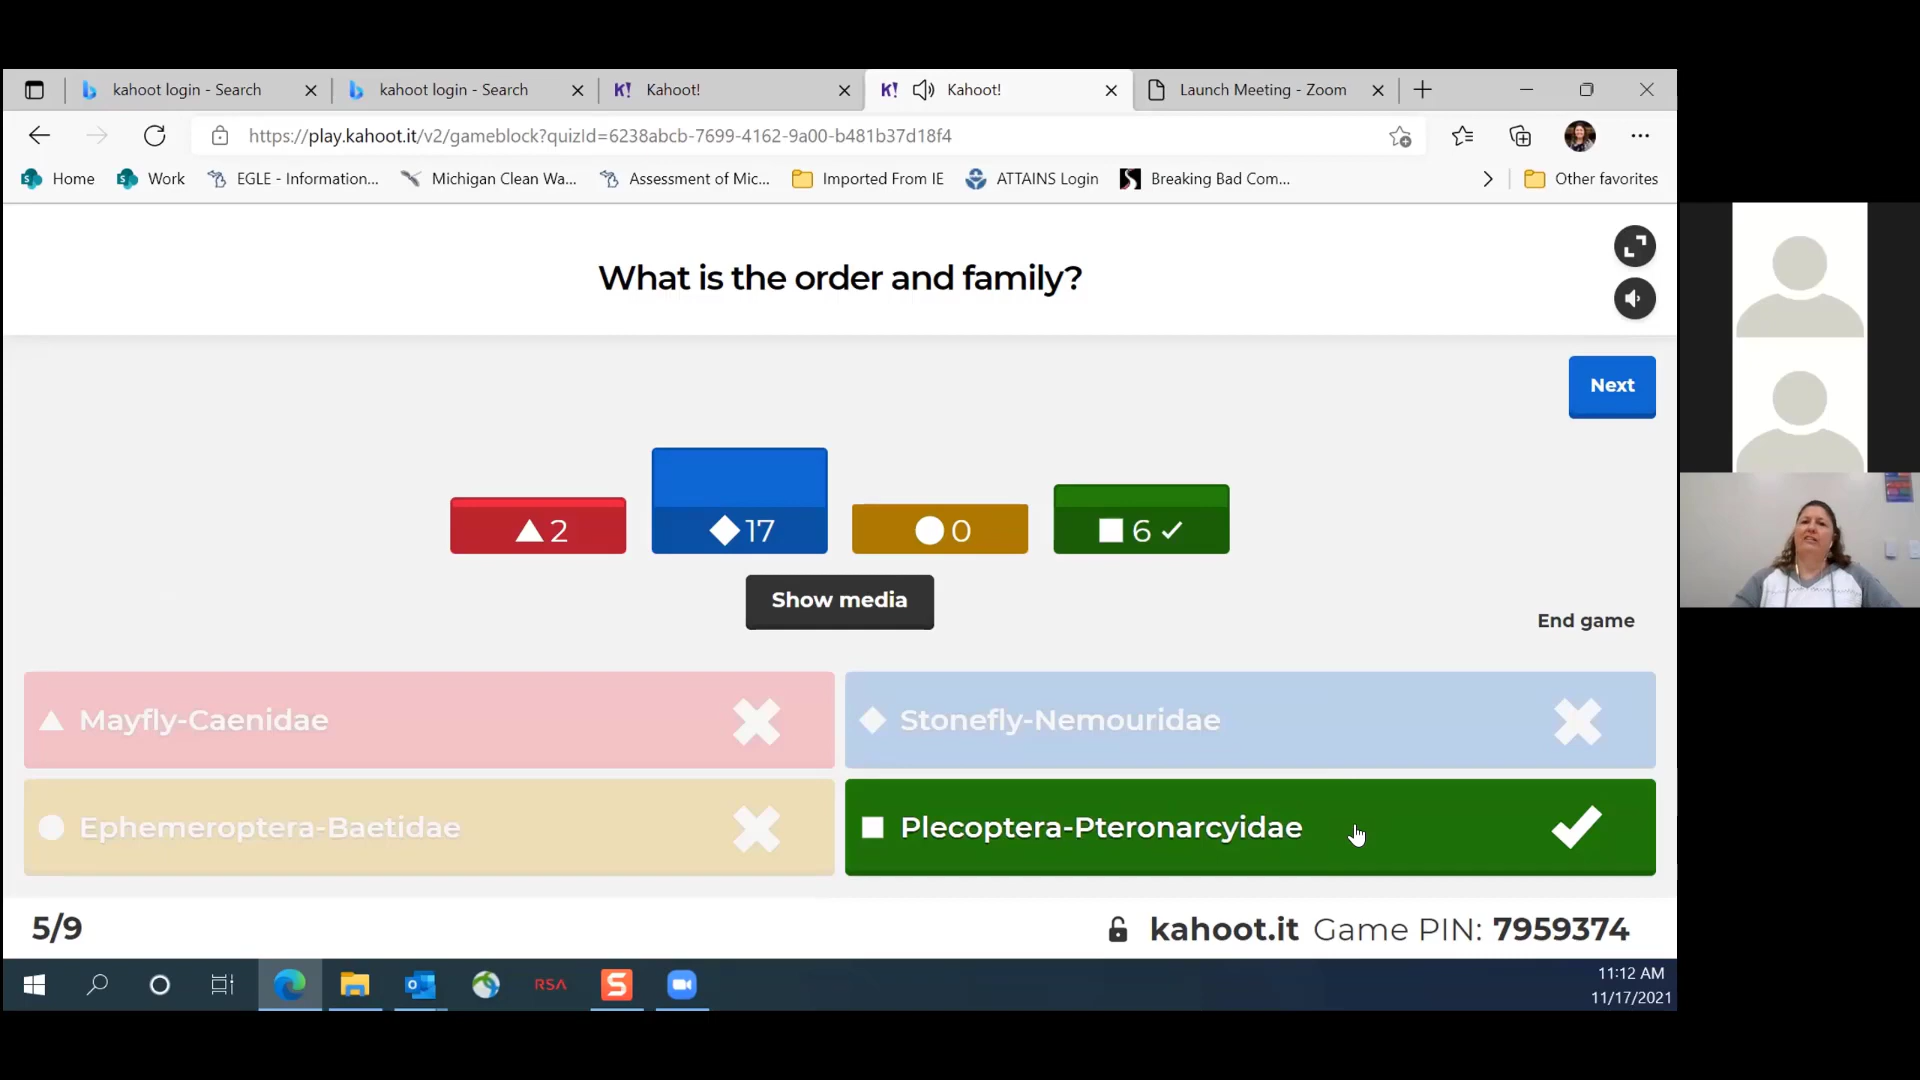 kahoot login - Search
kahoot login - Search
K! Kahoot!
K! Kahoot!
Launch Meeting - Zoom
https://play.kahoot.it/v2/gameblock?quizId=6238abcb-7699-4162-9a00-b481b37d18f4
Home
Work
EGLE - Information...
Michigan Clean Wa...
Assessment of Mic...
Imported From IE
ATTAINS Login
Breaking Bad Com...
Other favorites
What is the order and family?
Next
2
17
0
6
Show media
End game
Mayfly-Caenidae
Stonefly-Nemouridae
Ephemeroptera-Baetidae
Plecoptera-Pteronarcyidae
5/9
kahoot.it Game PIN: 7959374
RSA
S
11:12 AM
11/17/2021